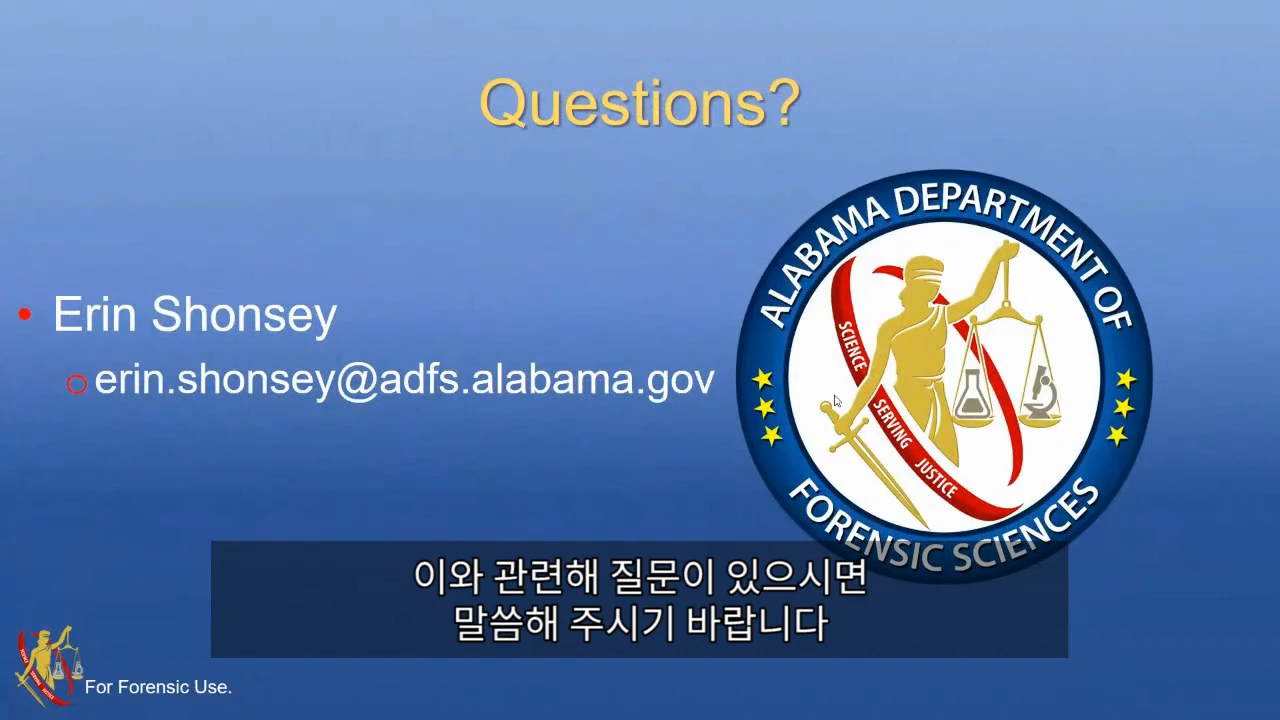 Questions?
Erin Shonsey
erin.shonsey@adfs.alabama.gov
ALABAMA DEPARTMENT OF
SCIENCE SERVING JUSTICE
FORENSIC SCIENCES
이와 관련해 질문이 있으시면
말씀해 주시기 바랍니다
For Forensic Use.